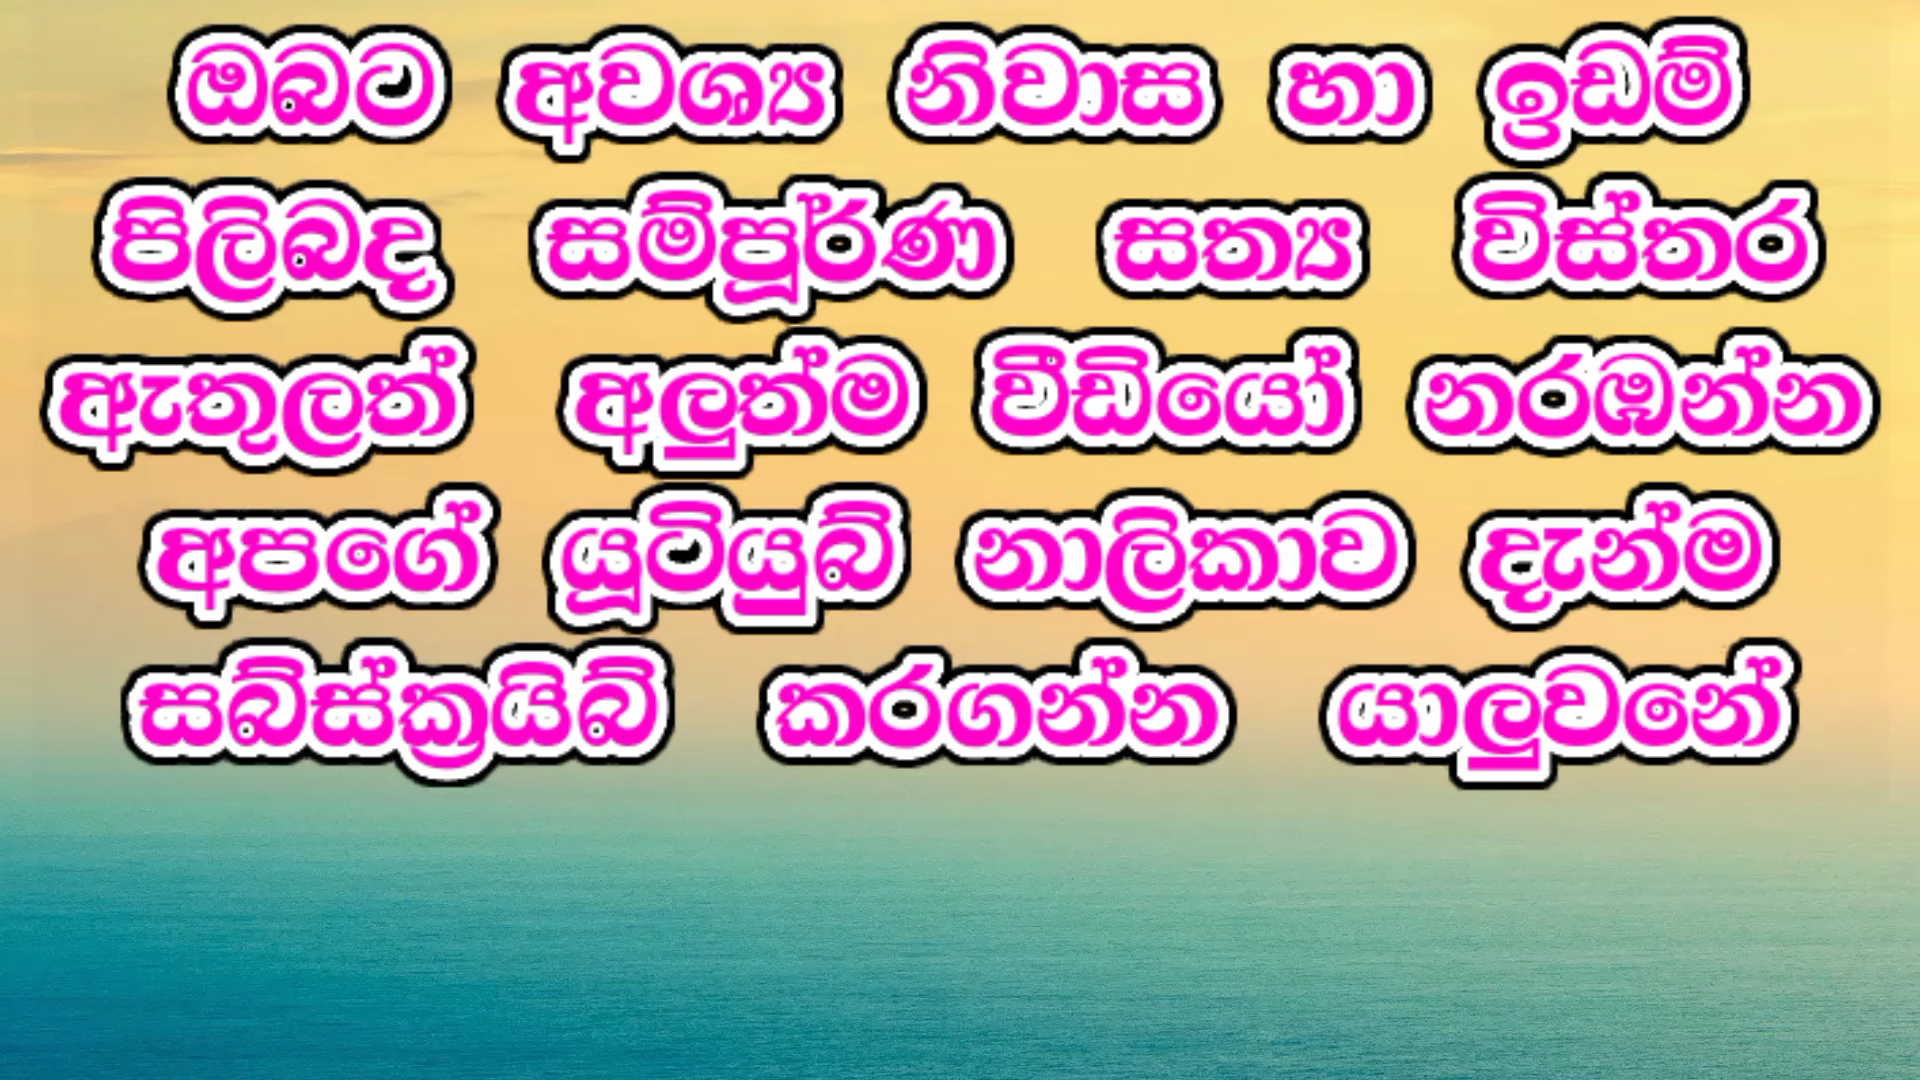 ඔබට අවශ්‍ය නිවාස හා ඉඩම්
පිලිබද සම්පූර්ණ සත්‍ය විස්තර
ඇතුලත් අලුත්ම වීඩියෝ නරඹන්න
අපගේ යූටියුබ් නාලිකාව දැන්ම
සබ්ස්ක්‍රයිබ් කරගන්න යාලුවනේ